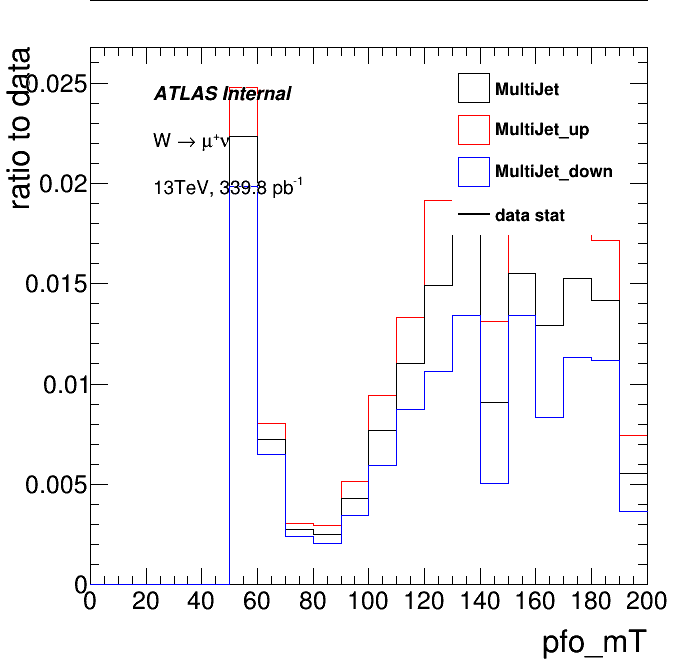 ratio to data
0.025
0.02
0.015
0.01
0.005
0
ATLAS Internal
W → μ⁺ν
13TeV, 339.8 pb⁻¹
MultiJet
MultiJet_up
MultiJet_down
data stat
0 20 40 60 80 100 120 140 160 180 200
pfo_mT